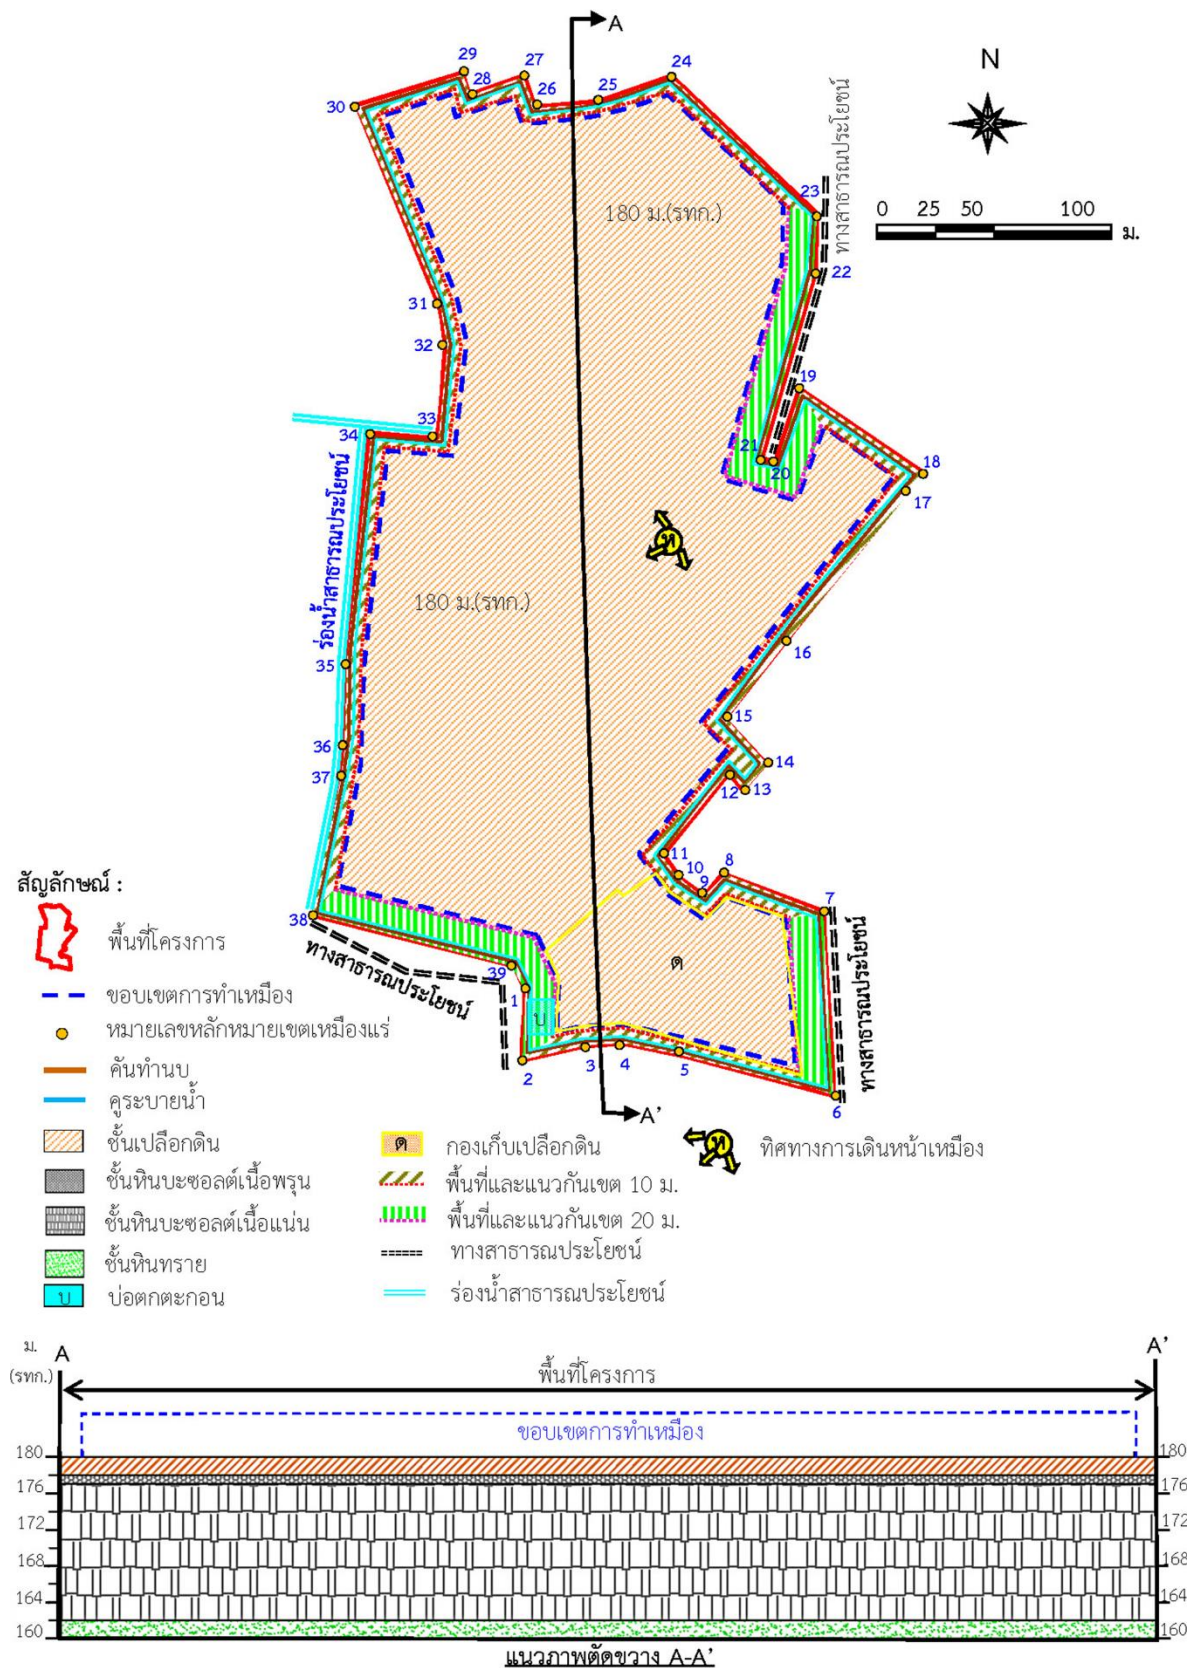 A
29
27
24
28
26
25
30
N
23
180 ม.(รทก.)
ทางสาธารณประโยชน์
0 25 50 100
ม.
22
31
32
19
33
34
21
20
18
17
ห
ร่องน้ำสาธารณประโยชน์
180 ม.(รทก.)
16
35
15
36
14
37
12
13
11
10
8
9
7
สัญลักษณ์ :
38
พื้นที่โครงการ
ทางสาธารณประโยชน์
39
ต
ทางสาธารณประโยชน์
ขอบเขตการทำเหมือง
1
บ
หมายเลขหลักหมายเขตเหมืองแร่
2
3
4
5
6
คันทำนบ
คูระบายน้ำ
A'
ชั้นเปลือกดิน
ต กองเก็บเปลือกดิน
ห ทิศทางการเดินหน้าเหมือง
ชั้นหินบะซอลต์เนื้อพรุน
พื้นที่และแนวกันเขต 10 ม.
ชั้นหินบะซอลต์เนื้อแน่น
พื้นที่และแนวกันเขต 20 ม.
ชั้นหินทราย
ทางสาธารณประโยชน์
บ บ่อตกตะกอน
ร่องน้ำสาธารณประโยชน์
ม.
(รทก.)
A
A'
พื้นที่โครงการ
ขอบเขตการทำเหมือง
180 180
176 176
172 172
168 168
164 164
160 160
แนวภาพตัดขวาง A-A'